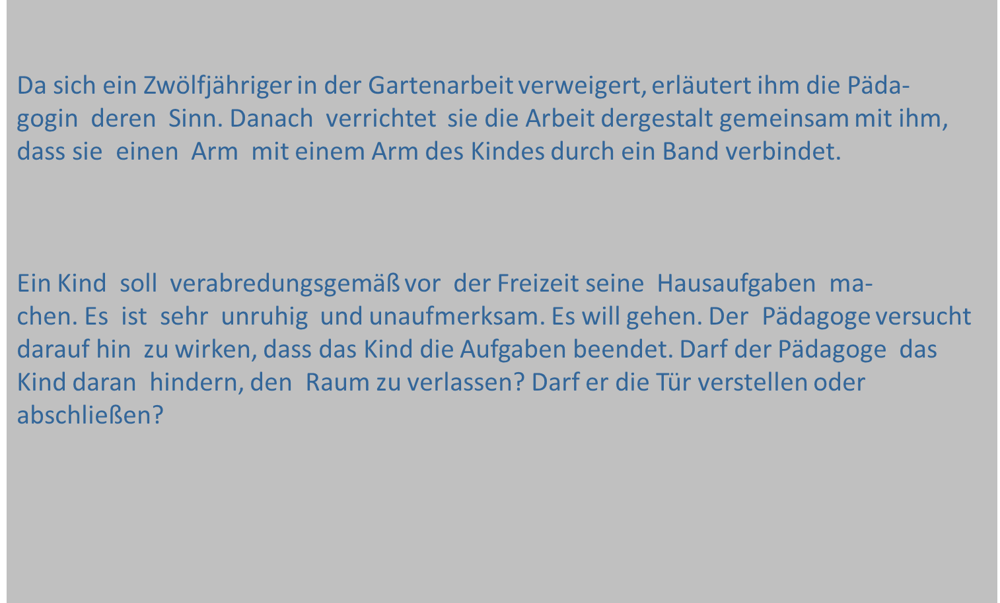 Da sich ein Zwölfjähriger in der Gartenarbeit verweigert, erläutert ihm die Päda-
gogin deren Sinn. Danach verrichtet sie die Arbeit dergestalt gemeinsam mit ihm,
dass sie einen Arm mit einem Arm des Kindes durch ein Band verbindet.
Ein Kind soll verabredungsgemäß vor der Freizeit seine Hausaufgaben ma-
chen. Es ist sehr unruhig und unaufmerksam. Es will gehen. Der Pädagoge versucht
darauf hin zu wirken, dass das Kind die Aufgaben beendet. Darf der Pädagoge das
Kind daran hindern, den Raum zu verlassen? Darf er die Tür verstellen oder
abschließen?